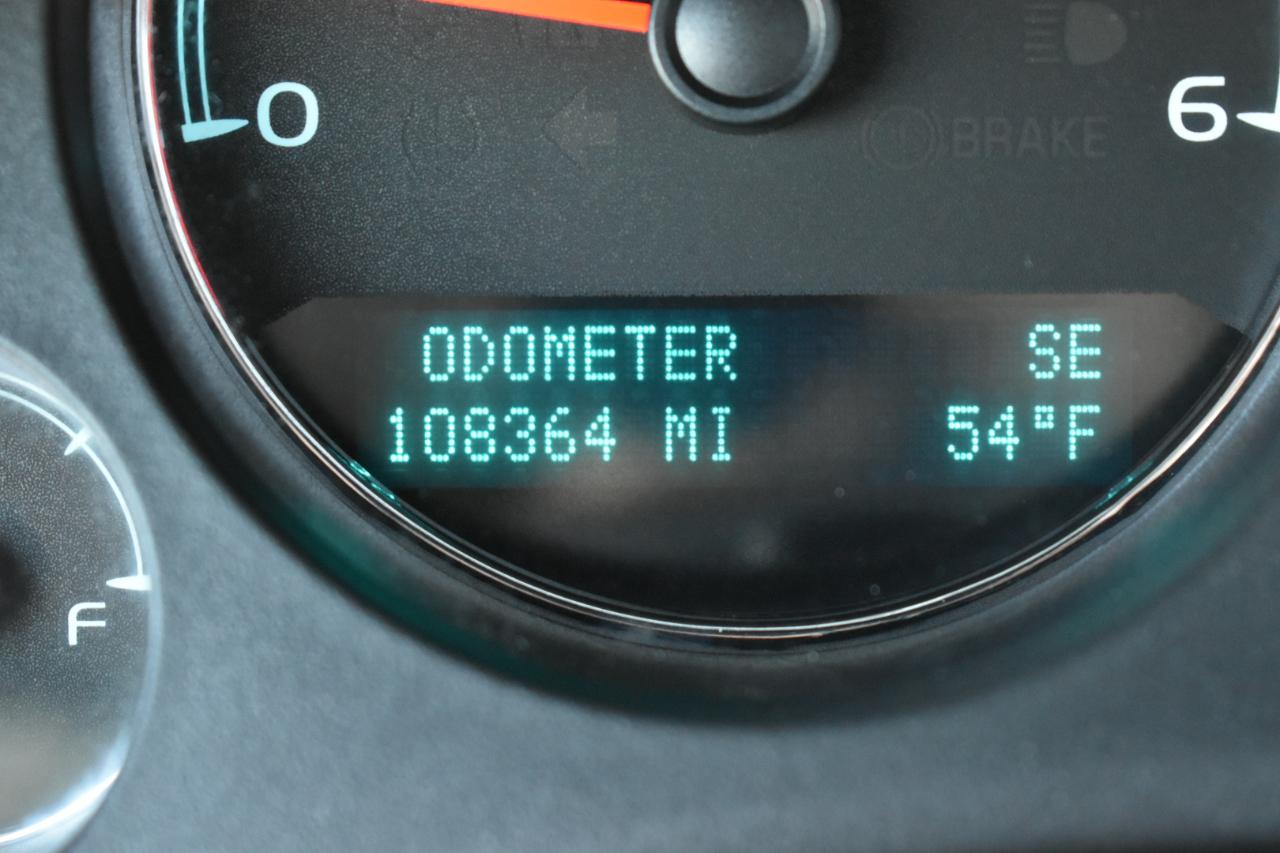 0
6
BRAKE
ODOMETER SE
108364 MI 54°F
F